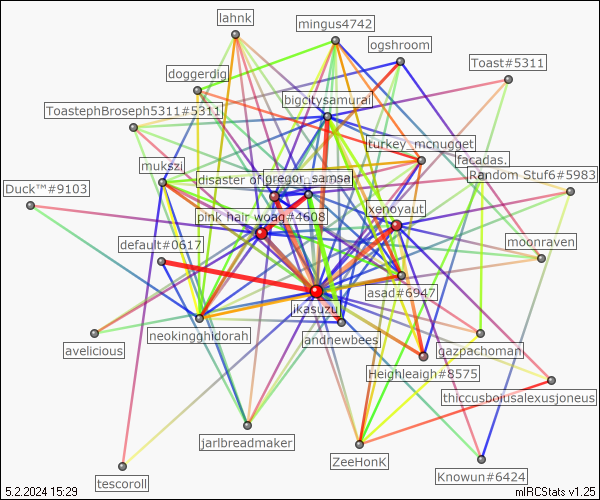 lahnk
mingus4742
ogshroom
Toast#5311
doggerdig
bigcitysamurai
ToastephBroseph5311#5311
turkey_mcnugget
facadas.
mukszi
disaster of
gregor_samsa
Random Stuf6#5983
Duck™#9103
pink hair woag#4608
xenoyaut
default#0617
moonraven
asad#6947
ikasuzu
neokingghidorah
andnewbees
avelicious
gazpachoman
Heighleaigh#8575
thiccusboiusalexusjoneus
jarlbreadmaker
ZeeHonK
tescoroll
Knowun#6424
5.2.2024 15:29
mIRCStats v1.25